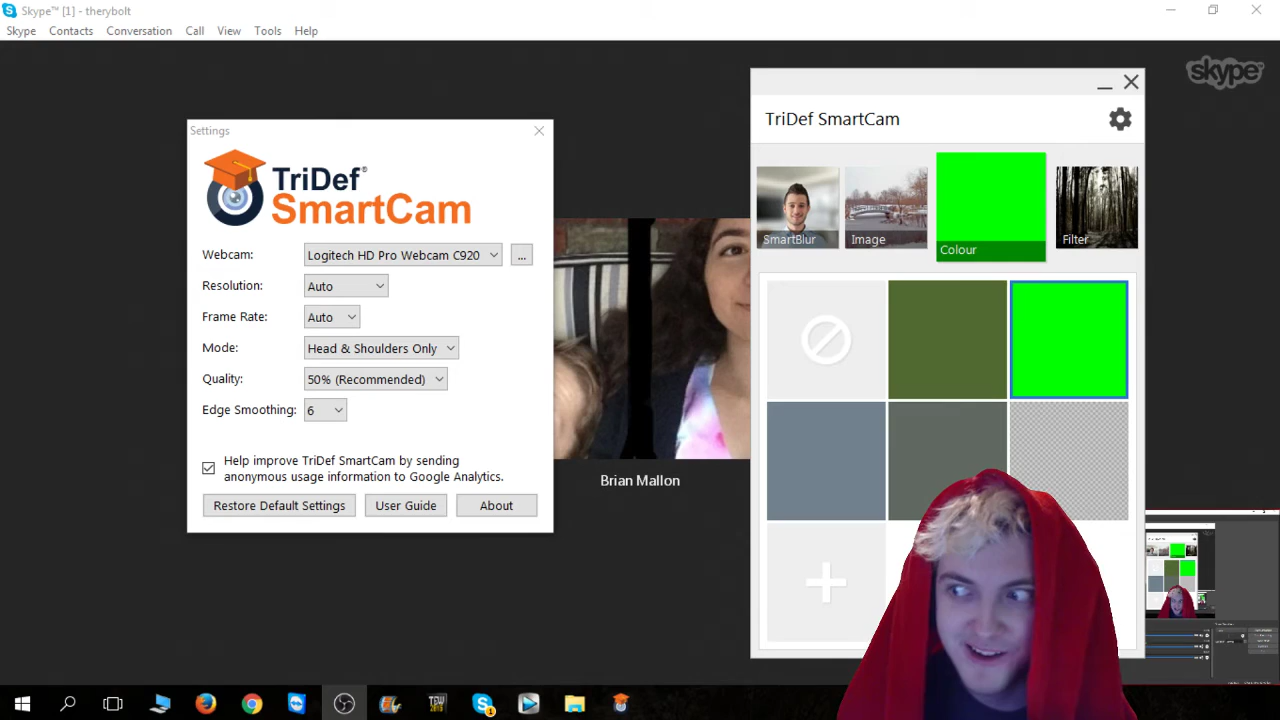 Skype™ [1] - therybolt
Skype Contacts Conversation Call View Tools Help
skype
Settings
TriDef®
SmartCam
Webcam: Logitech HD Pro Webcam C920 ...
Resolution: Auto
Frame Rate: Auto
Mode: Head & Shoulders Only
Quality: 50% (Recommended)
Edge Smoothing: 6
Help improve TriDef SmartCam by sending
anonymous usage information to Google Analytics.
Restore Default Settings User Guide About
Brian Mallon
TriDef SmartCam
SmartBlur Image Colour Filter